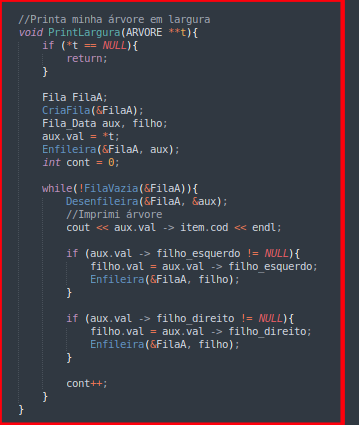 //Printa minha árvore em largura
void PrintLargura(ARVORE **t){
if (*t == NULL){
return;
}
Fila FilaA;
CriaFila(&FilaA);
Fila_Data aux, filho;
aux.val = *t;
Enfileira(&FilaA, aux);
int cont = 0;
while(!FilaVazia(&FilaA)){
Desenfileira(&FilaA, &aux);
//Imprimi árvore
cout << aux.val -> item.cod << endl;
if (aux.val -> filho_esquerdo != NULL){
filho.val = aux.val -> filho_esquerdo;
Enfileira(&FilaA, filho);
}
if (aux.val -> filho_direito != NULL){
filho.val = aux.val -> filho_direito;
Enfileira(&FilaA, filho);
}
cont++;
}
}